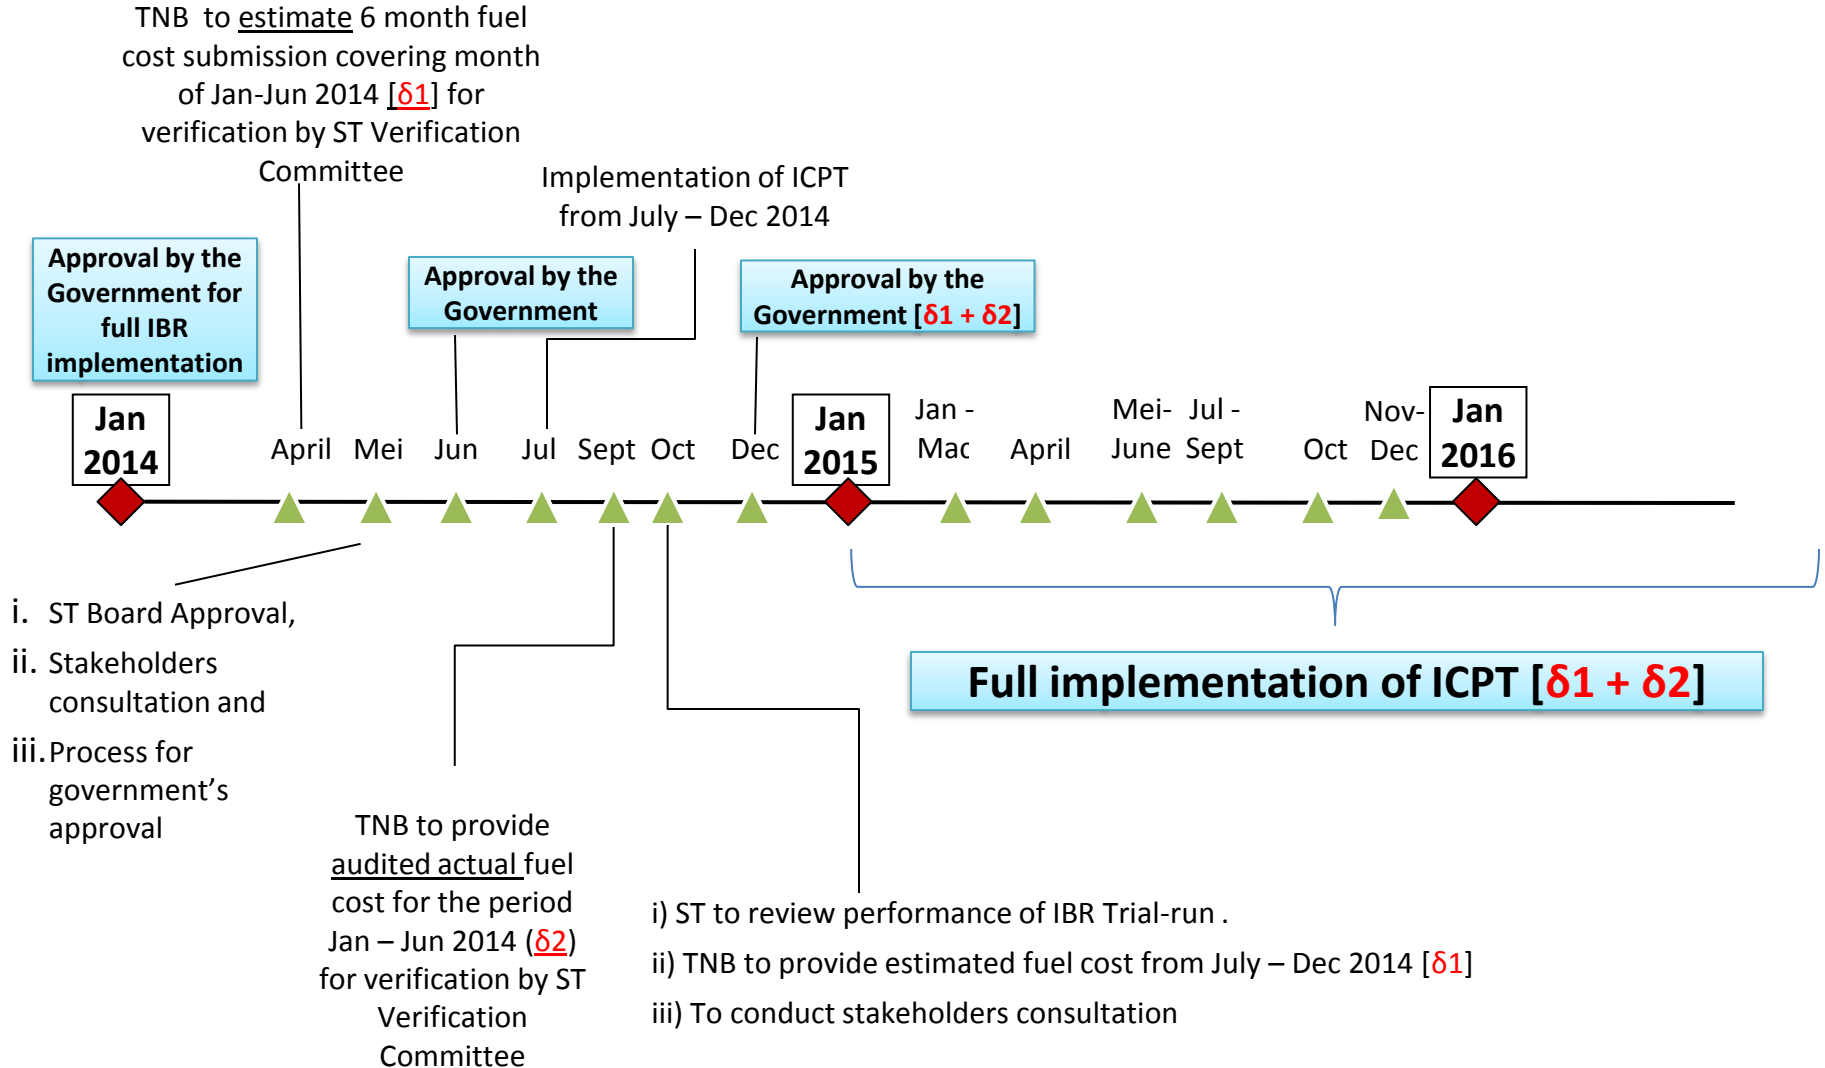 TNB to estimate 6 month fuel
cost submission covering month
of Jan-Jun 2014 [δ1] for
verification by ST Verification
Committee
Implementation of ICPT
from July – Dec 2014
Approval by the
Government for
full IBR
implementation
Approval by the
Government
Approval by the
Government [δ1 + δ2]
Jan
2014
April
Mei
Jun
Jul
Sept
Oct
Dec
Jan
2015
Jan -
Mac
April
Mei-
June
Jul -
Sept
Oct
Nov-
Dec
Jan
2016
i. ST Board Approval,
ii. Stakeholders
consultation and
iii. Process for
government’s
approval
Full implementation of ICPT [δ1 + δ2]
TNB to provide
audited actual fuel
cost for the period
Jan – Jun 2014 (δ2)
for verification by ST
Verification
Committee
i) ST to review performance of IBR Trial-run .
ii) TNB to provide estimated fuel cost from July – Dec 2014 [δ1]
iii) To conduct stakeholders consultation